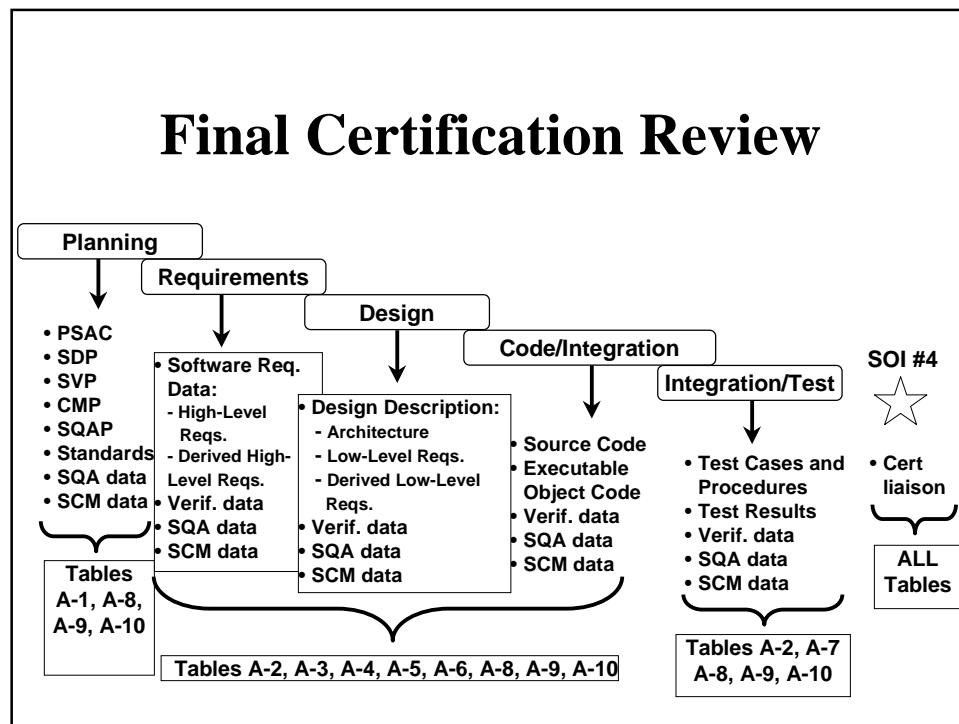 Final Certification Review
Planning
• PSAC
• SDP
• SVP
• CMP
• SQAP
• Standards
• SQA data
• SCM data
Tables
A-1, A-8,
A-9, A-10
Requirements
• Software Req.
Data:
- High-Level
Reqs.
- Derived High-
Level Reqs.
• Verif. data
• SQA data
• SCM data
Design
• Design Description:
- Architecture
- Low-Level Reqs.
- Derived Low-Level
Reqs.
• Verif. data
• SQA data
• SCM data
Code/Integration
• Source Code
• Executable
Object Code
• Verif. data
• SQA data
• SCM data
Tables A-2, A-3, A-4, A-5, A-6, A-8, A-9, A-10
Integration/Test
• Test Cases and
Procedures
• Test Results
• Verif. data
• SQA data
• SCM data
Tables A-2, A-7
A-8, A-9, A-10
SOI #4
• Cert
liaison
ALL
Tables